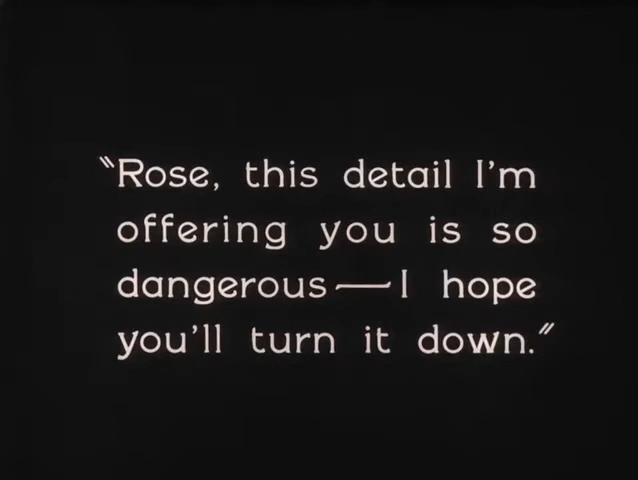 "Rose, this detail I'm
offering you is so
dangerous—I hope
you'll turn it down."